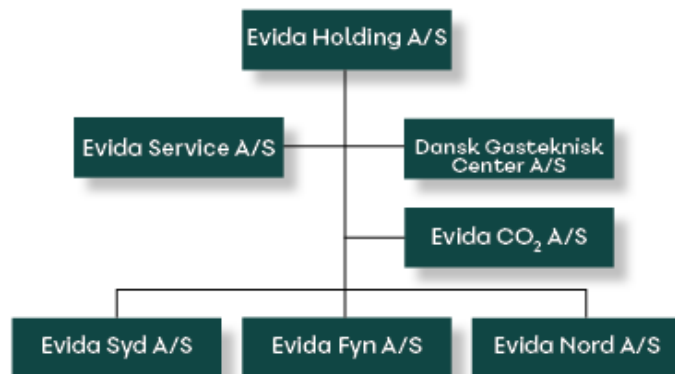 Evida Holding A/S
Evida Service A/S
Dansk Gasteknisk
Center A/S
Evida CO₂ A/S
Evida Syd A/S
Evida Fyn A/S
Evida Nord A/S